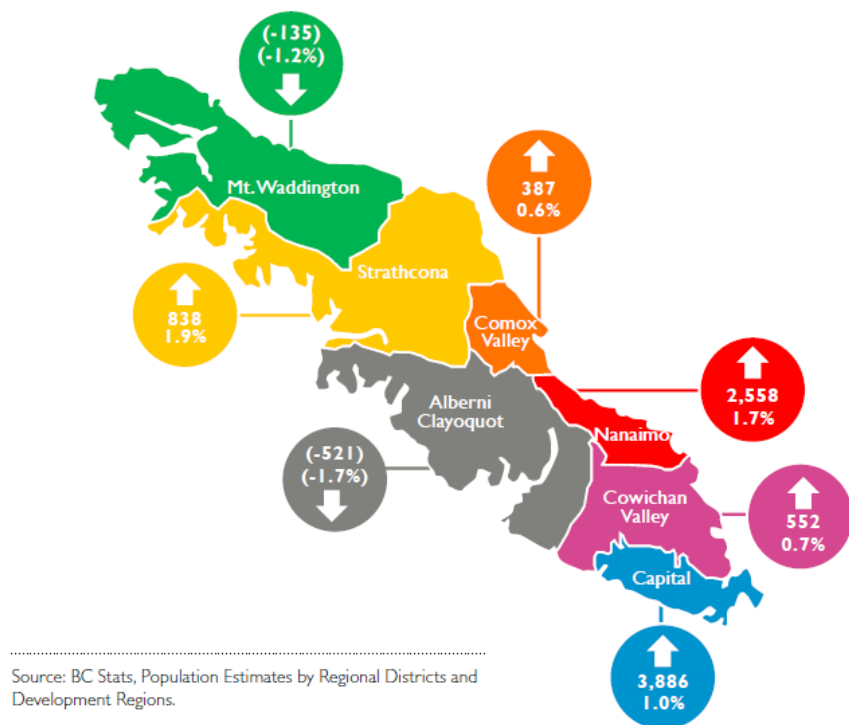 (-135)
(-1.2%)
Mt. Waddington
387
0.6%
Strathcona
838
1.9%
Comox
Valley
2,558
1.7%
Alberni
Clayoquot
Nanaimo
(-521)
(-1.7%)
Cowichan
Valley
552
0.7%
Capital
3,886
1.0%
Source: BC Stats, Population Estimates by Regional Districts and
Development Regions.